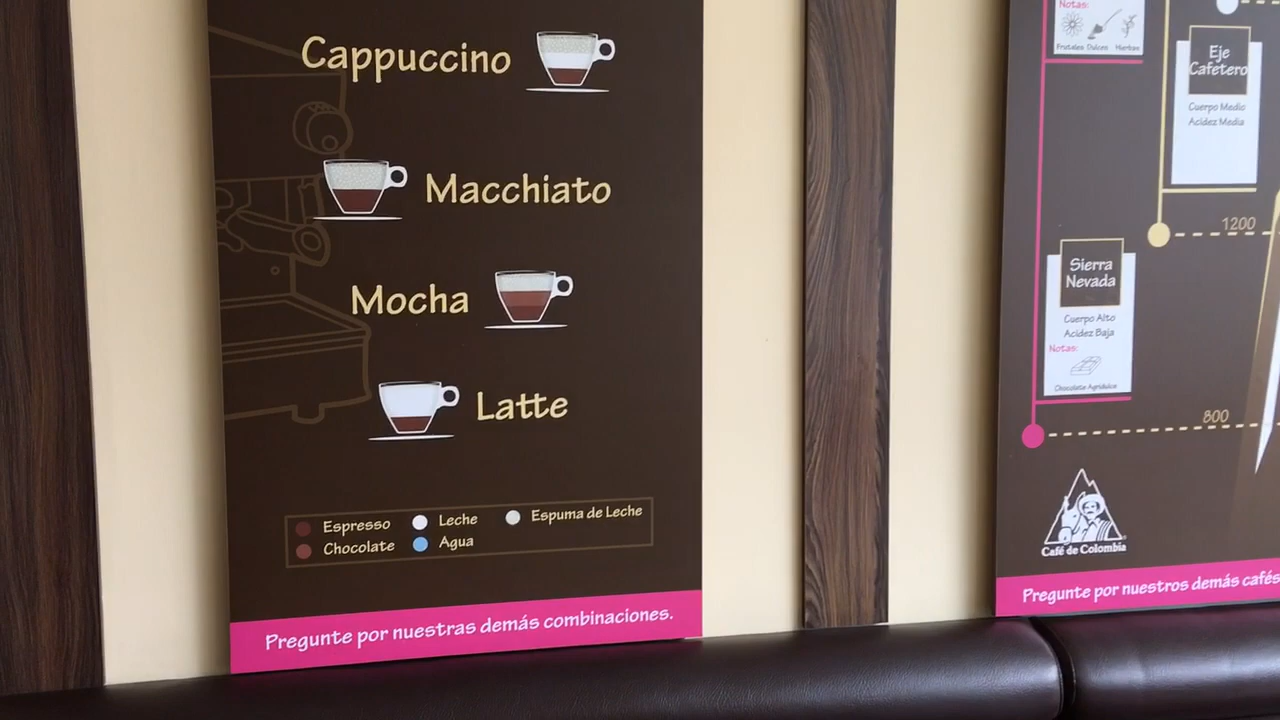 Cappuccino
Macchiato
Mocha
Latte
Espresso
Leche
Espuma de Leche
Chocolate
Agua
Pregunte por nuestras demás combinaciones.
Notas:
Frutales Dulces Hierbas
Eje
Cafetero
Cuerpo Medio
Acidez Media
1200
Sierra
Nevada
Cuerpo Alto
Acidez Baja
Notas:
Chocolate Agridulce
800
Café de Colombia
Pregunte por nuestros demás cafés